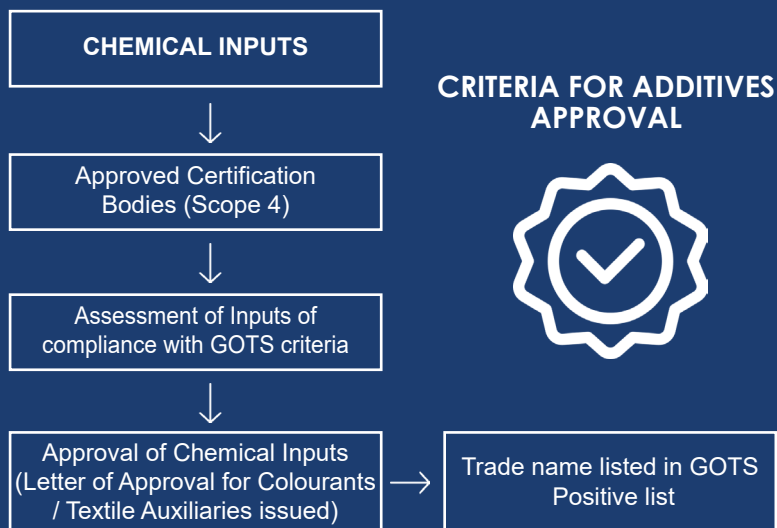 CHEMICAL INPUTS
CRITERIA FOR ADDITIVES
APPROVAL
Approved Certification
Bodies (Scope 4)
Assessment of Inputs of
compliance with GOTS criteria
Approval of Chemical Inputs
(Letter of Approval for Colourants
/ Textile Auxiliaries issued)
Trade name listed in GOTS
Positive list